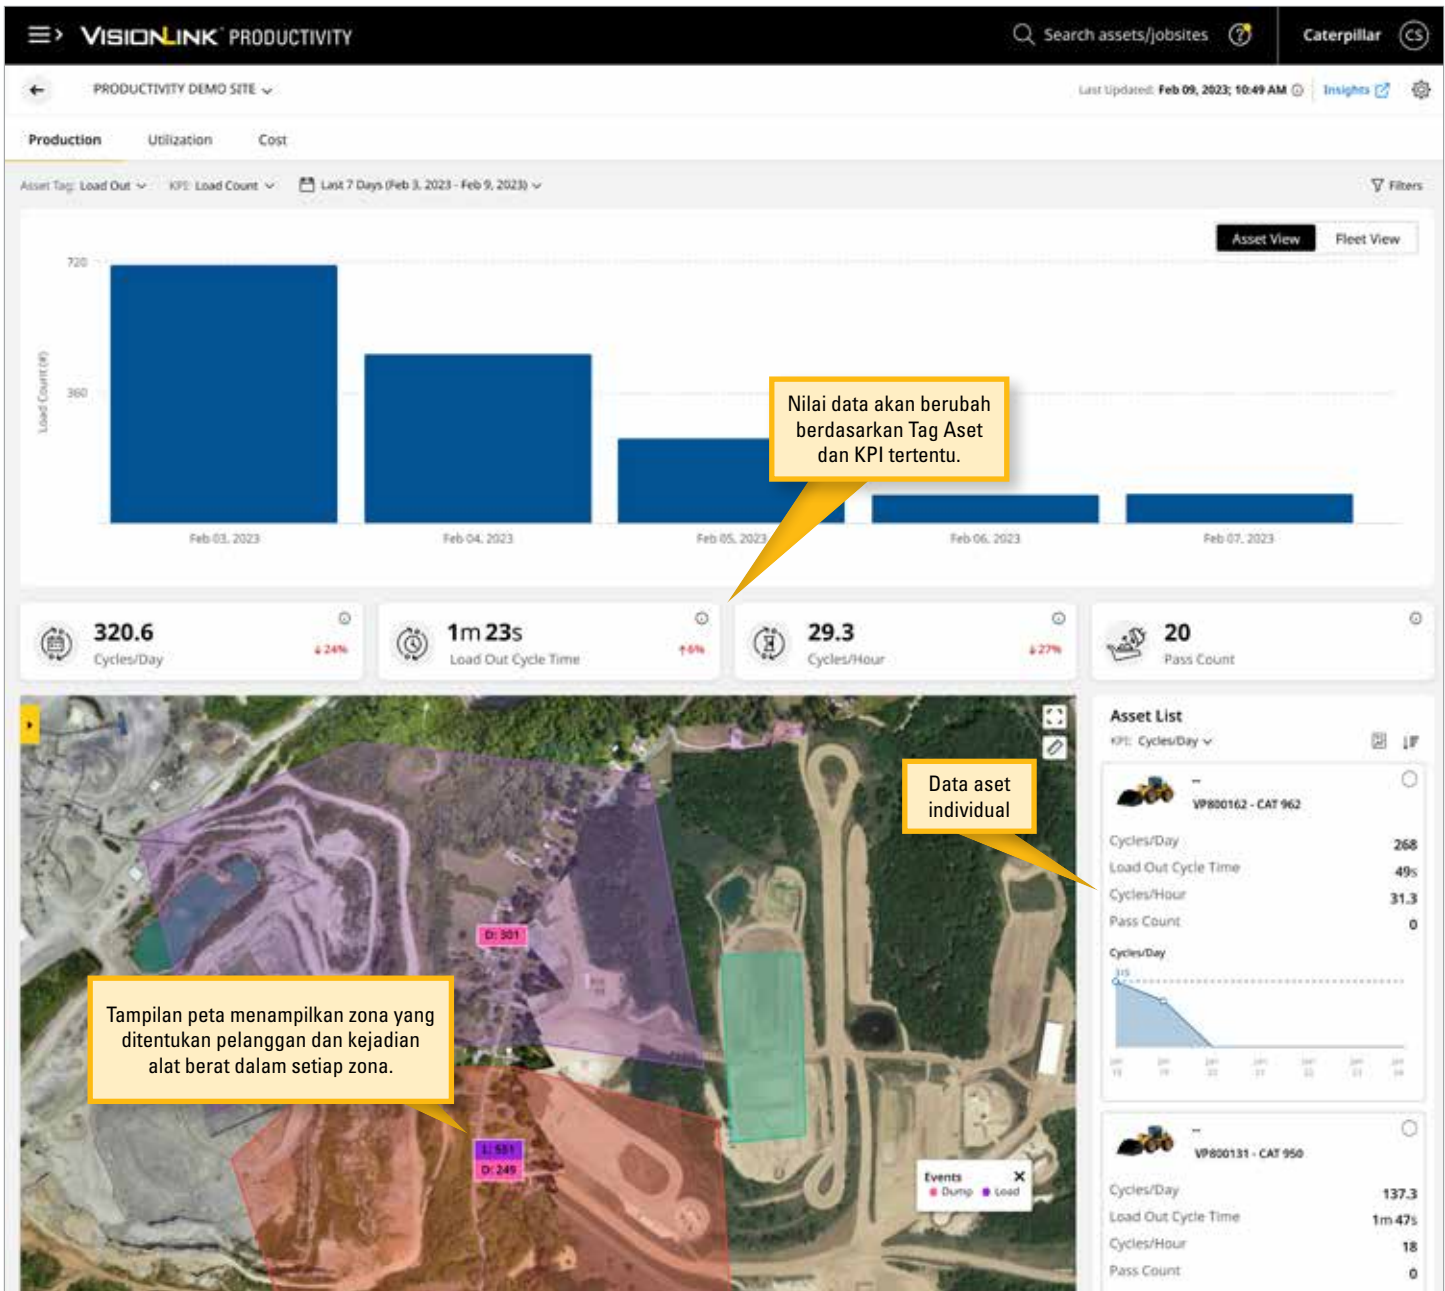 VISIONLINK PRODUCTIVITY
Search assets/jobsites
Caterpillar CS
PRODUCTIVITY DEMO SITE
Last Updated: Feb 09, 2023; 10:49 AM
Insights
Production Utilization Cost
Asset Tag: Load Out KPI: Load Count Last 7 Days (Feb 3, 2023 - Feb 9, 2023)
Filters
Asset View Fleet View
720
360
Load Count (#)
Feb 03, 2023
Feb 04, 2023
Feb 05, 2023
Feb 06, 2023
Feb 07, 2023
Nilai data akan berubah
berdasarkan Tag Aset
dan KPI tertentu.
320.6
Cycles/Day
24%
1m 23s
Load Out Cycle Time
6%
29.3
Cycles/Hour
27%
20
Pass Count
Asset List
KPI: Cycles/Day
Data aset
individual
--
VP800162 - CAT 962
Cycles/Day 268
Load Out Cycle Time 49s
Cycles/Hour 31.3
Pass Count 0
Cycles/Day
315
D: 301
Tampilan peta menampilkan zona yang
ditentukan pelanggan dan kejadian
alat berat dalam setiap zona.
L: 551
D: 249
Events X
Dump Load
--
VP800131 - CAT 950
Cycles/Day 137.3
Load Out Cycle Time 1m 47s
Cycles/Hour 18
Pass Count 0